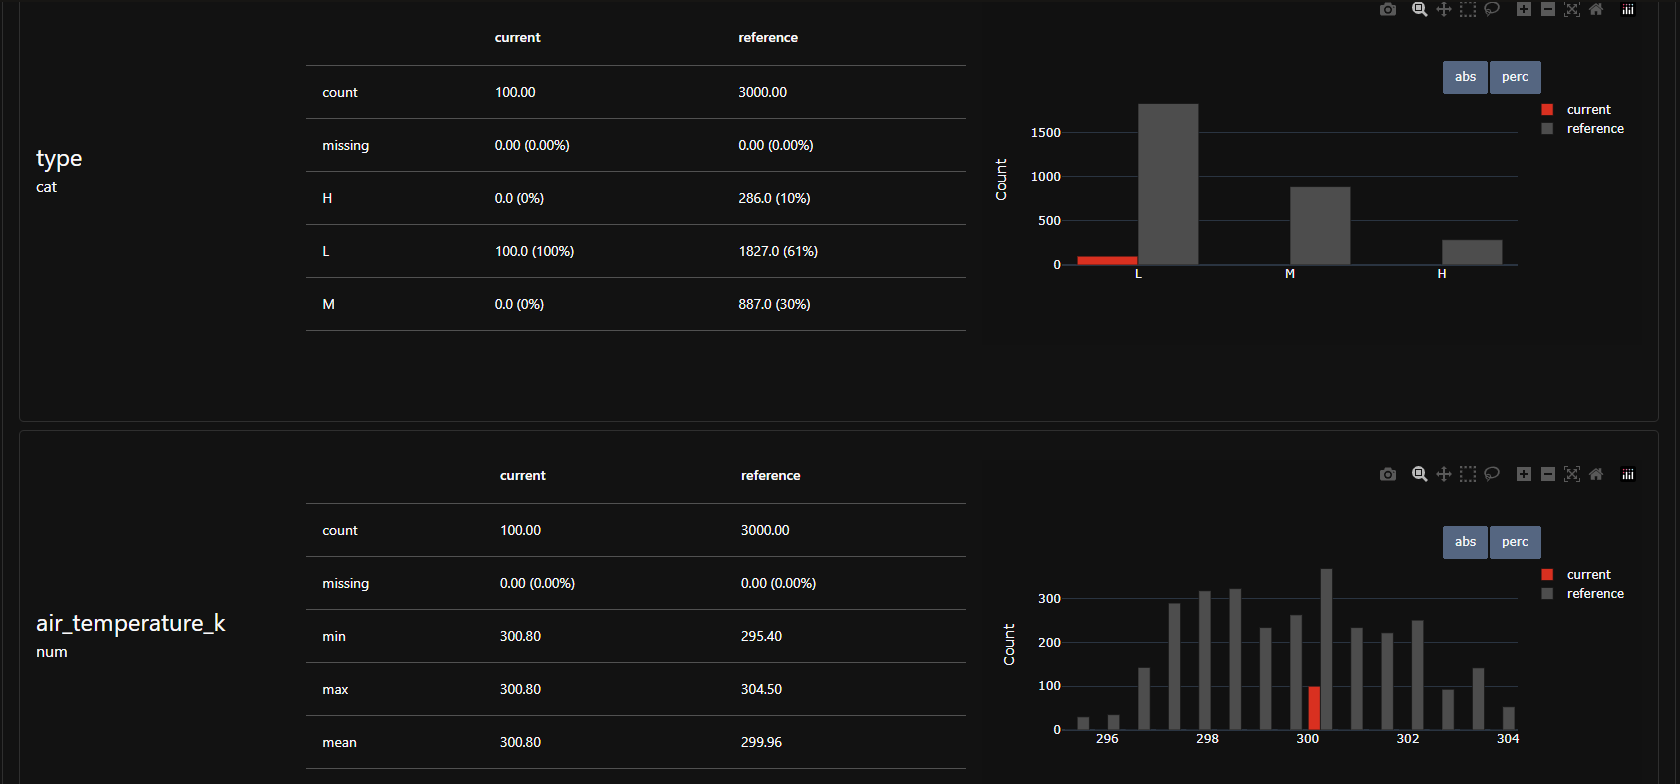 current reference
count 100.00 3000.00
missing 0.00 (0.00%) 0.00 (0.00%)
type
cat
H 0.0 (0%) 286.0 (10%)
L 100.0 (100%) 1827.0 (61%)
M 0.0 (0%) 887.0 (30%)
abs perc
current
reference
Count
1500
1000
500
0
L M H
current reference
count 100.00 3000.00
missing 0.00 (0.00%) 0.00 (0.00%)
air_temperature_k
num
min 300.80 295.40
max 300.80 304.50
mean 300.80 299.96
abs perc
current
reference
Count
300
200
100
0
296 298 300 302 304